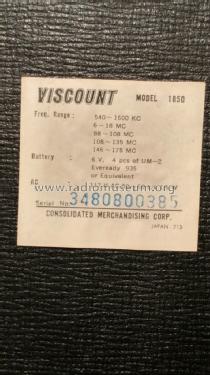 VISCOUNT MODEL 1850
Freq. Range: 540~1600 KC
6~18 MC
88~108 MC
108~135 MC
146~175 MC
Battery : 6 V, 4 pcs of UM-2
Eveready 935
or Equivalent
AC
www.radiomuseum.org
Serial No. 3480800385
CONSOLIDATED MERCHANDISING CORP.
JAPAN 713